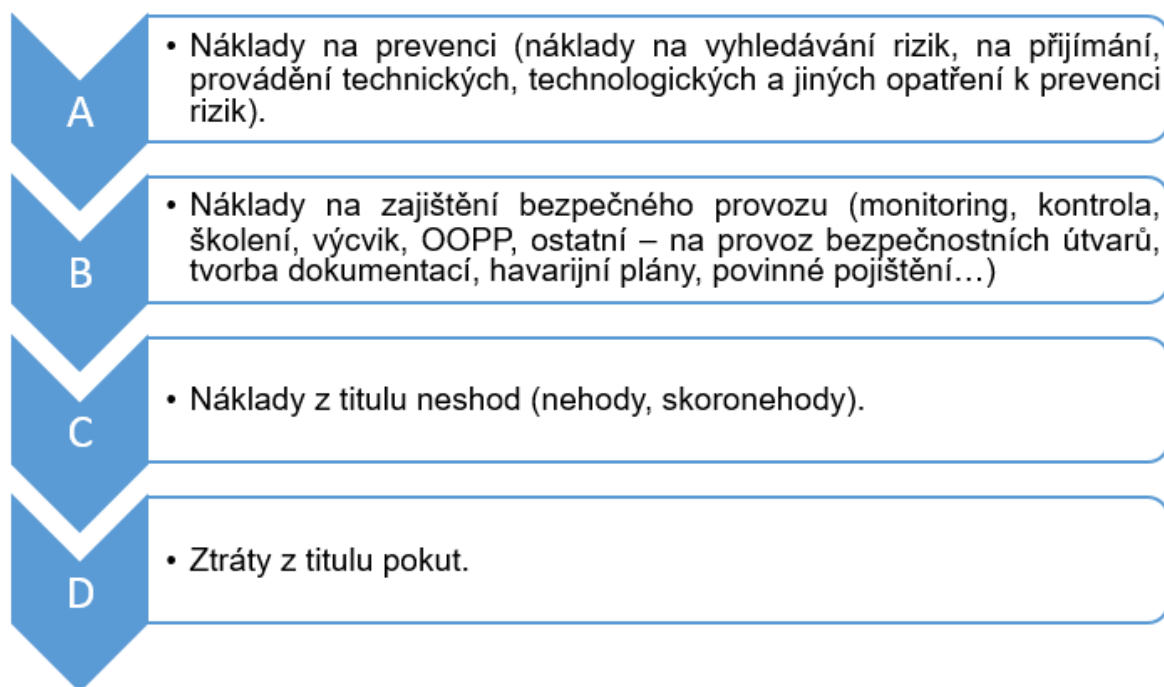 A
• Náklady na prevenci (náklady na vyhledávání rizik, na přijímání,
provádění technických, technologických a jiných opatření k prevenci
rizik).
B
• Náklady na zajištění bezpečného provozu (monitoring, kontrola,
školení, výcvik, OOPP, ostatní – na provoz bezpečnostních útvarů,
tvorba dokumentací, havarijní plány, povinné pojištění…)
C
• Náklady z titulu neshod (nehody, skoronehody).
D
• Ztráty z titulu pokut.